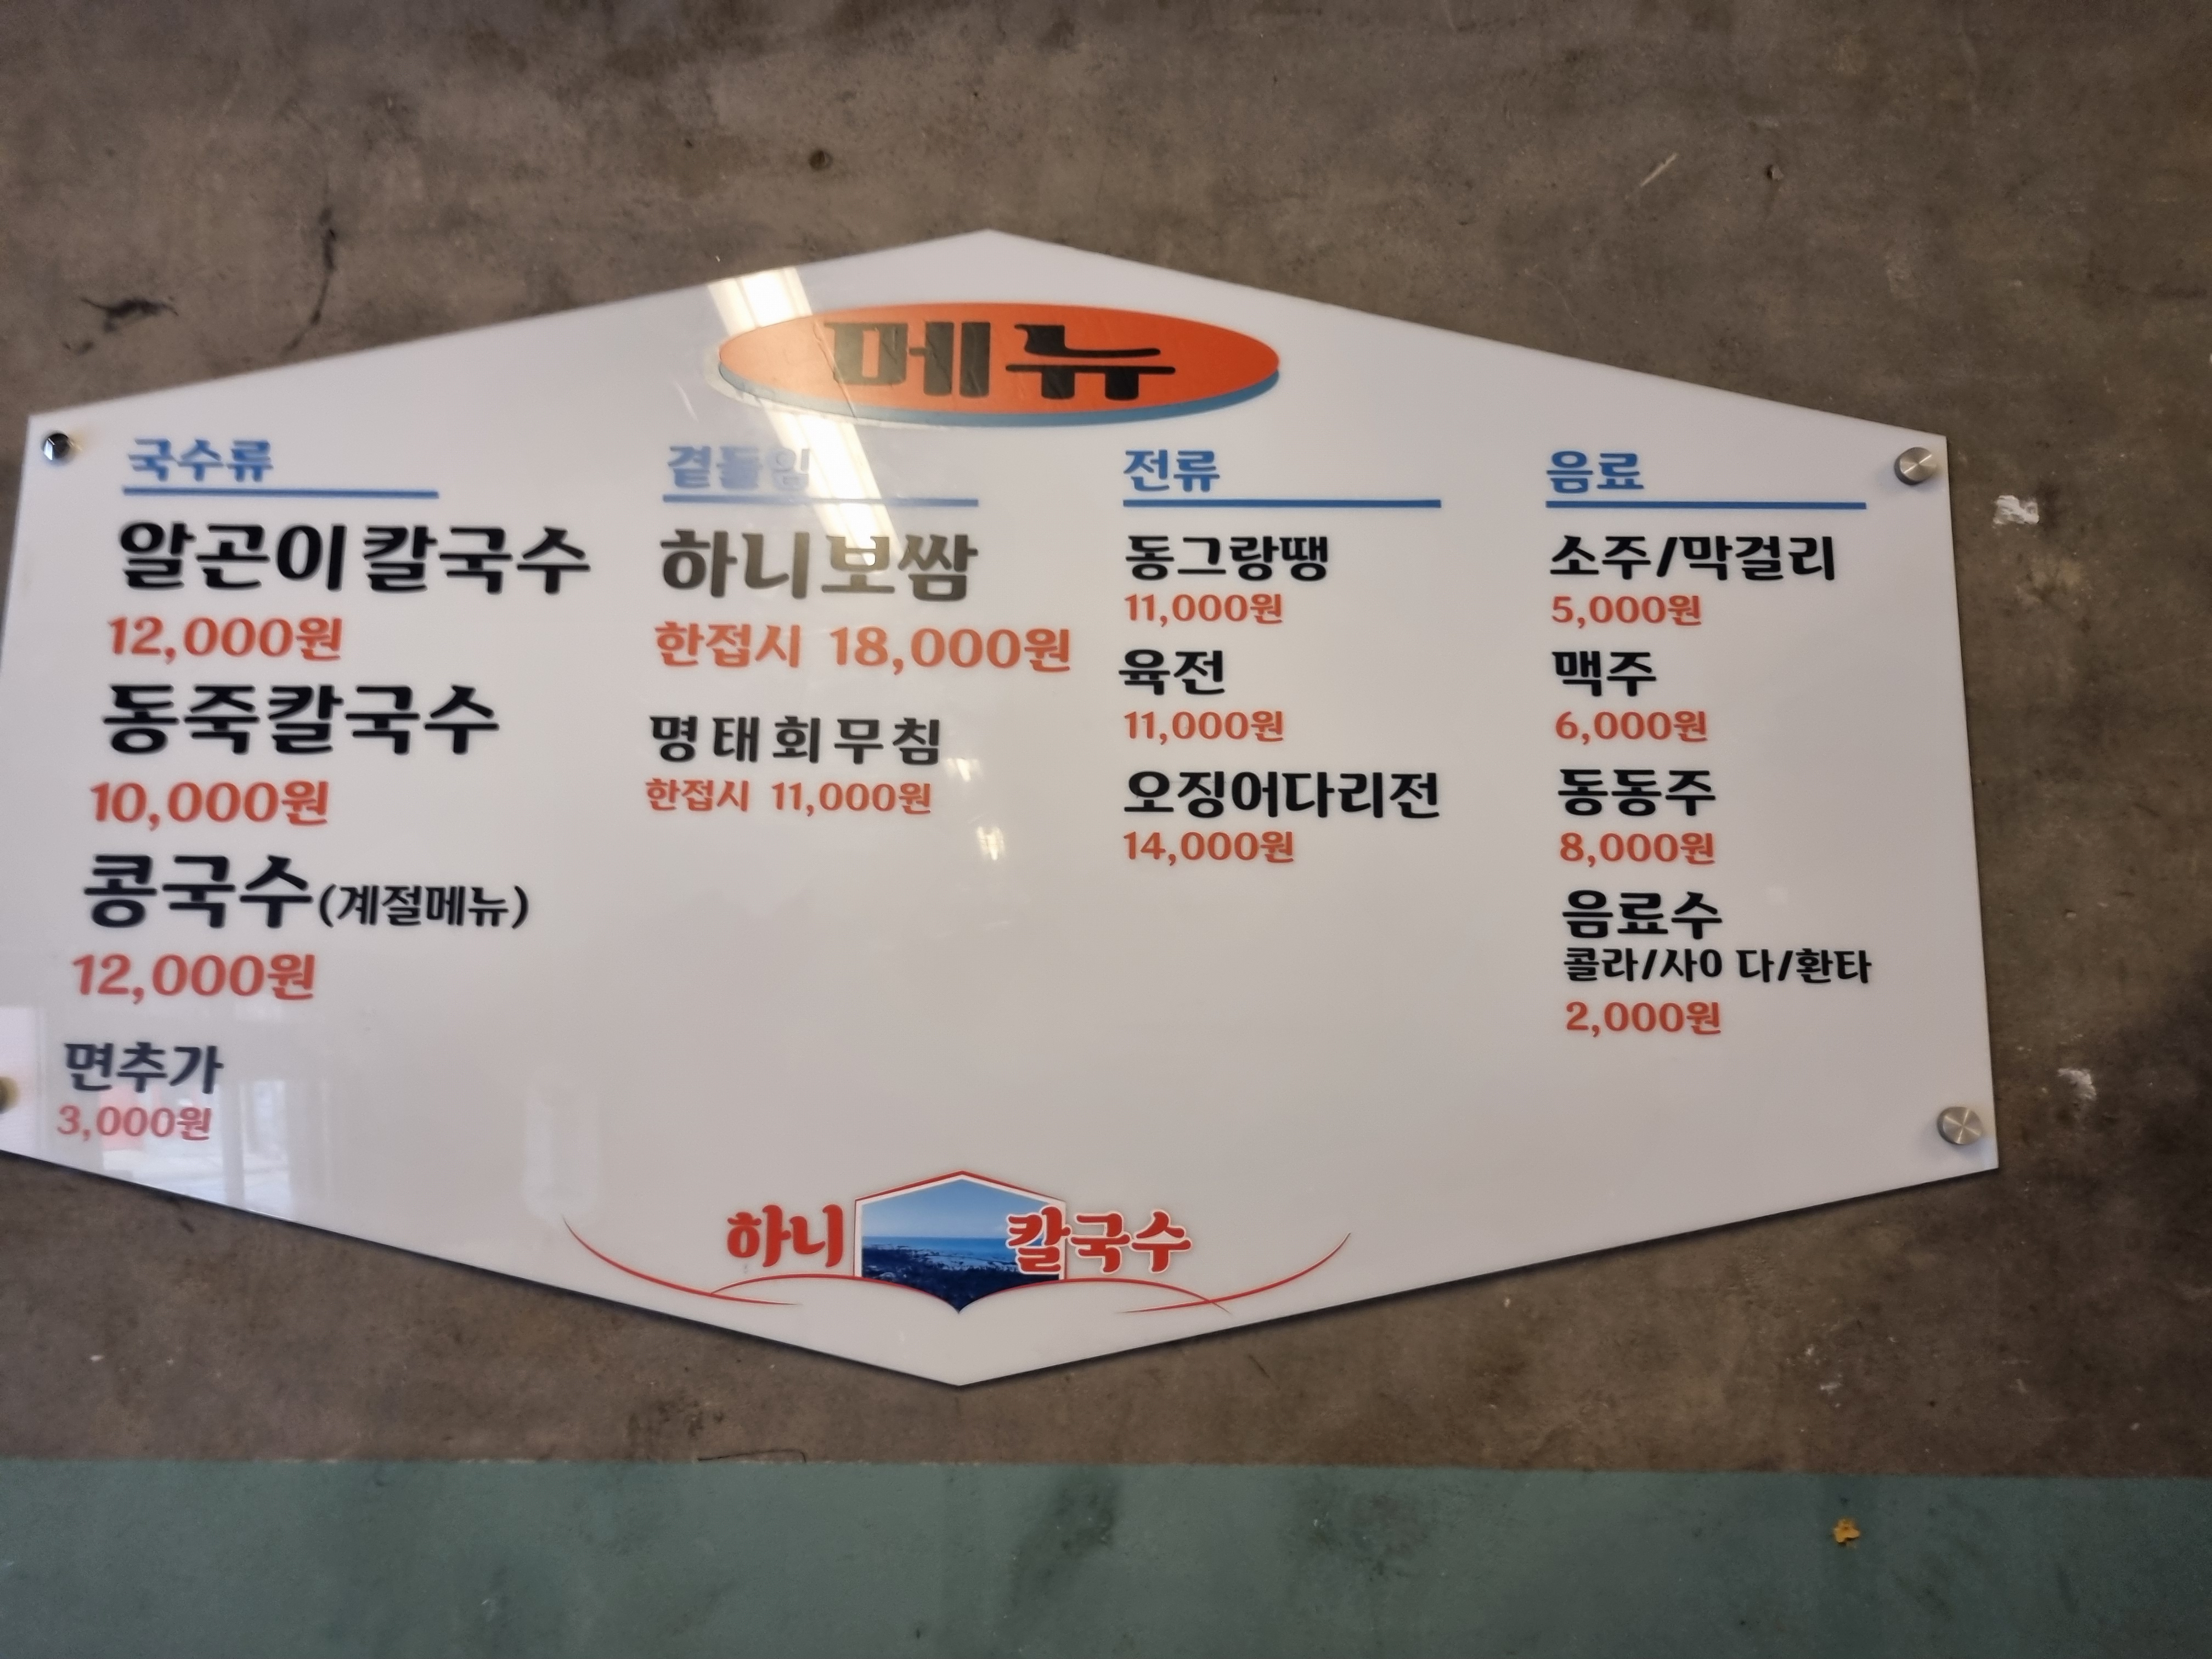 메뉴
국수류
알곤이칼국수
12,000원
동죽칼국수
10,000원
콩국수(계절메뉴)
12,000원
면추가
3,000원
곁들임
하니보쌈
한접시 18,000원
명태회무침
한접시 11,000원
전류
동그랑땡
11,000원
육전
11,000원
오징어다리전
14,000원
음료
소주/막걸리
5,000원
맥주
6,000원
동동주
8,000원
음료수
콜라/사이 다/환타
2,000원
하니 칼국수